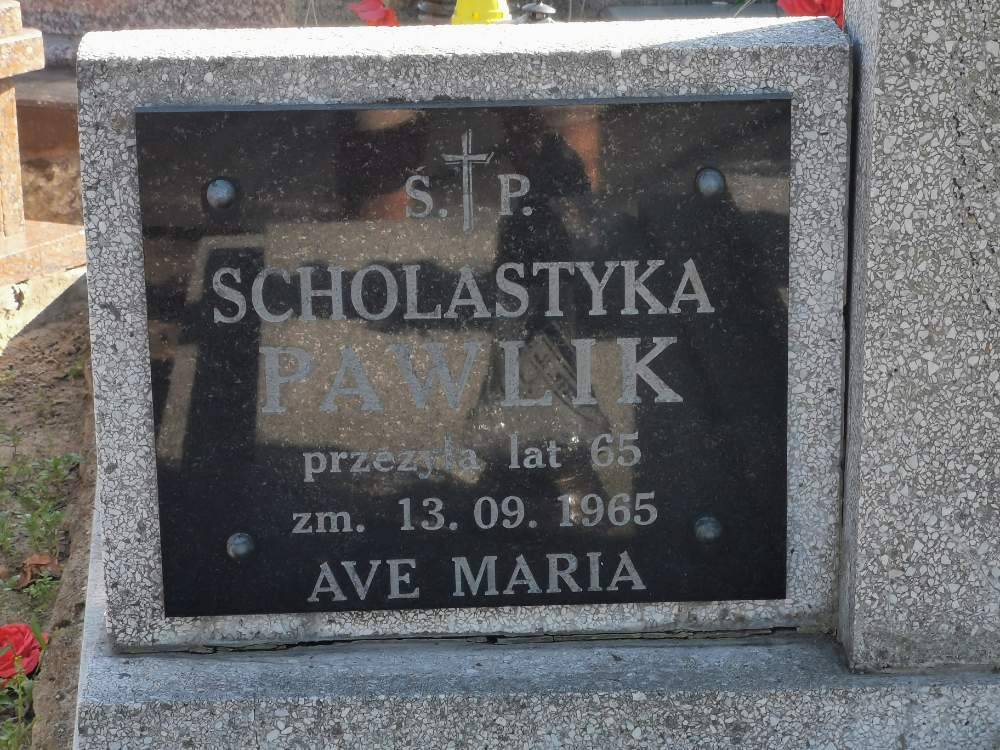 S. P.
SCHOLASTYKA
PAWLIK
przeżyła lat 65
zm. 13. 09. 1965
AVE MARIA